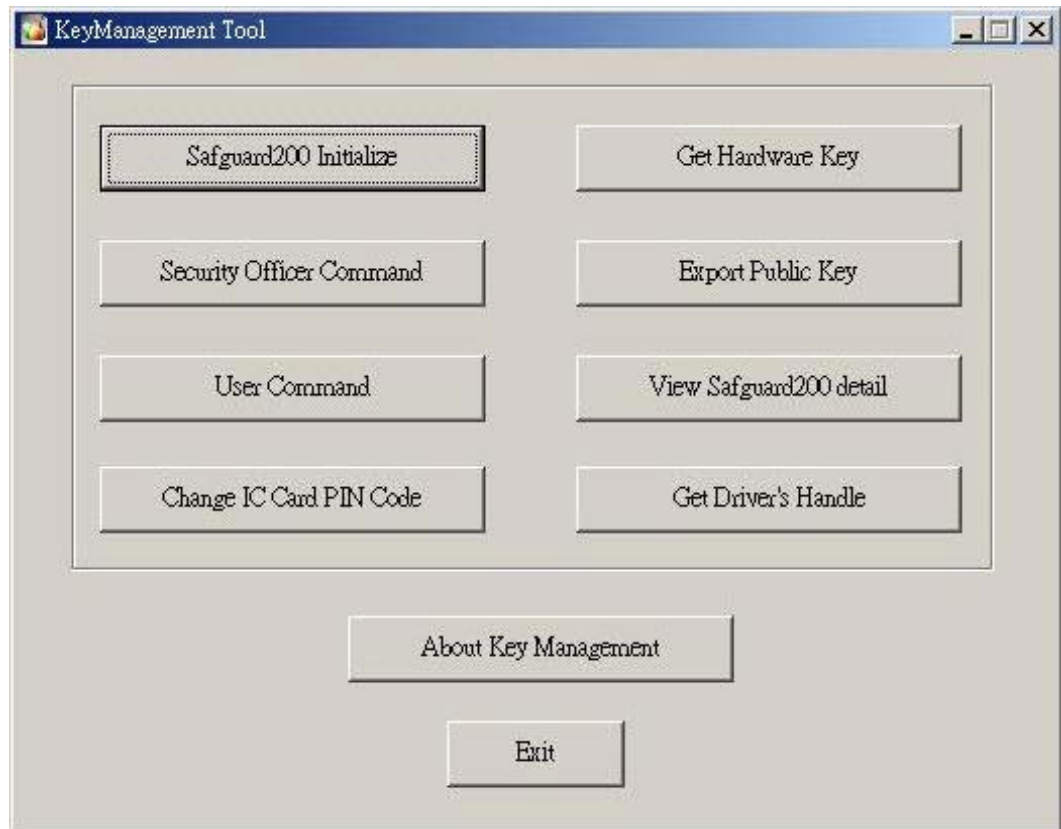 KeyManagement Tool
Safguard200 Initialize
Get Hardware Key
Security Officer Command
Export Public Key
User Command
View Safguard200 detail
Change IC Card PIN Code
Get Driver's Handle
About Key Management
Exit